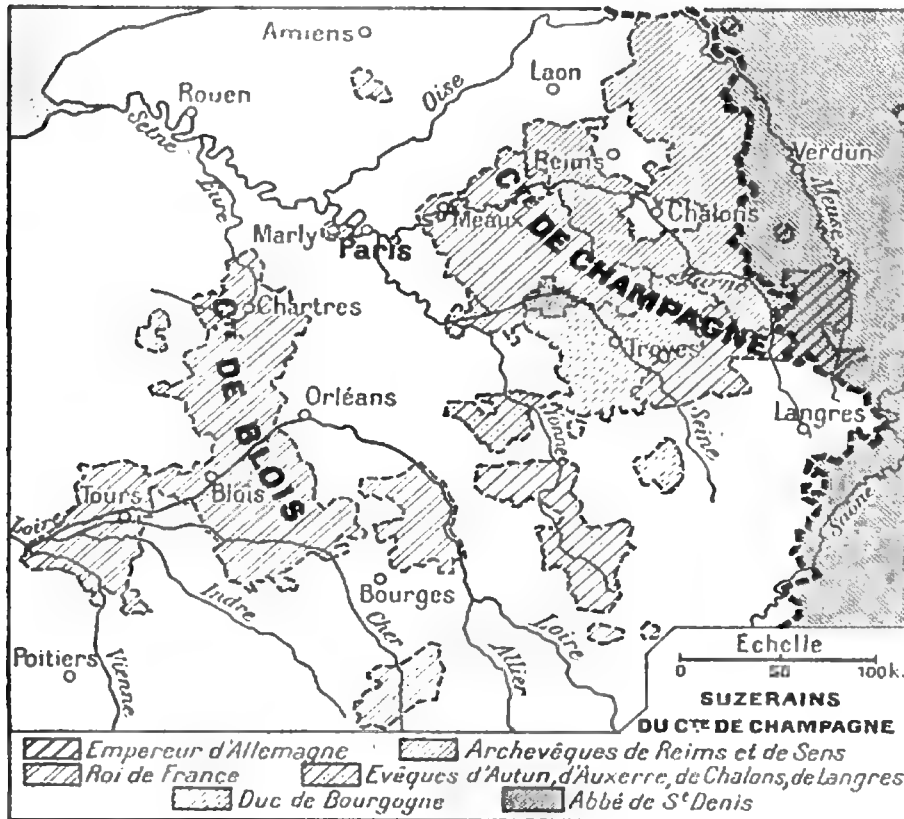 Amiens
Laon
Oise
Rouen
Seine
Reims
Verdun
Meuse
Eure
Marly
Paris
Meaux
Chalons
Cté DE CHAMPAGNE
Marne
Chartres
Cté DE BLOIS
Troyes
Orléans
Langres
Yonne
Seine
Blois
Tours
Loire
Saône
Bourges
Indre
Cher
Loire
Allier
Poitiers
Vienne
Echelle
0 50 100k.
SUZERAINS
DU Cte DE CHAMPAGNE
Empereur d'Allemagne
Archevêques de Reims et de Sens
Roi de France
Evêques d'Autun, d'Auxerre, de Chalons, de Langres
Duc de Bourgogne
Abbé de St Denis